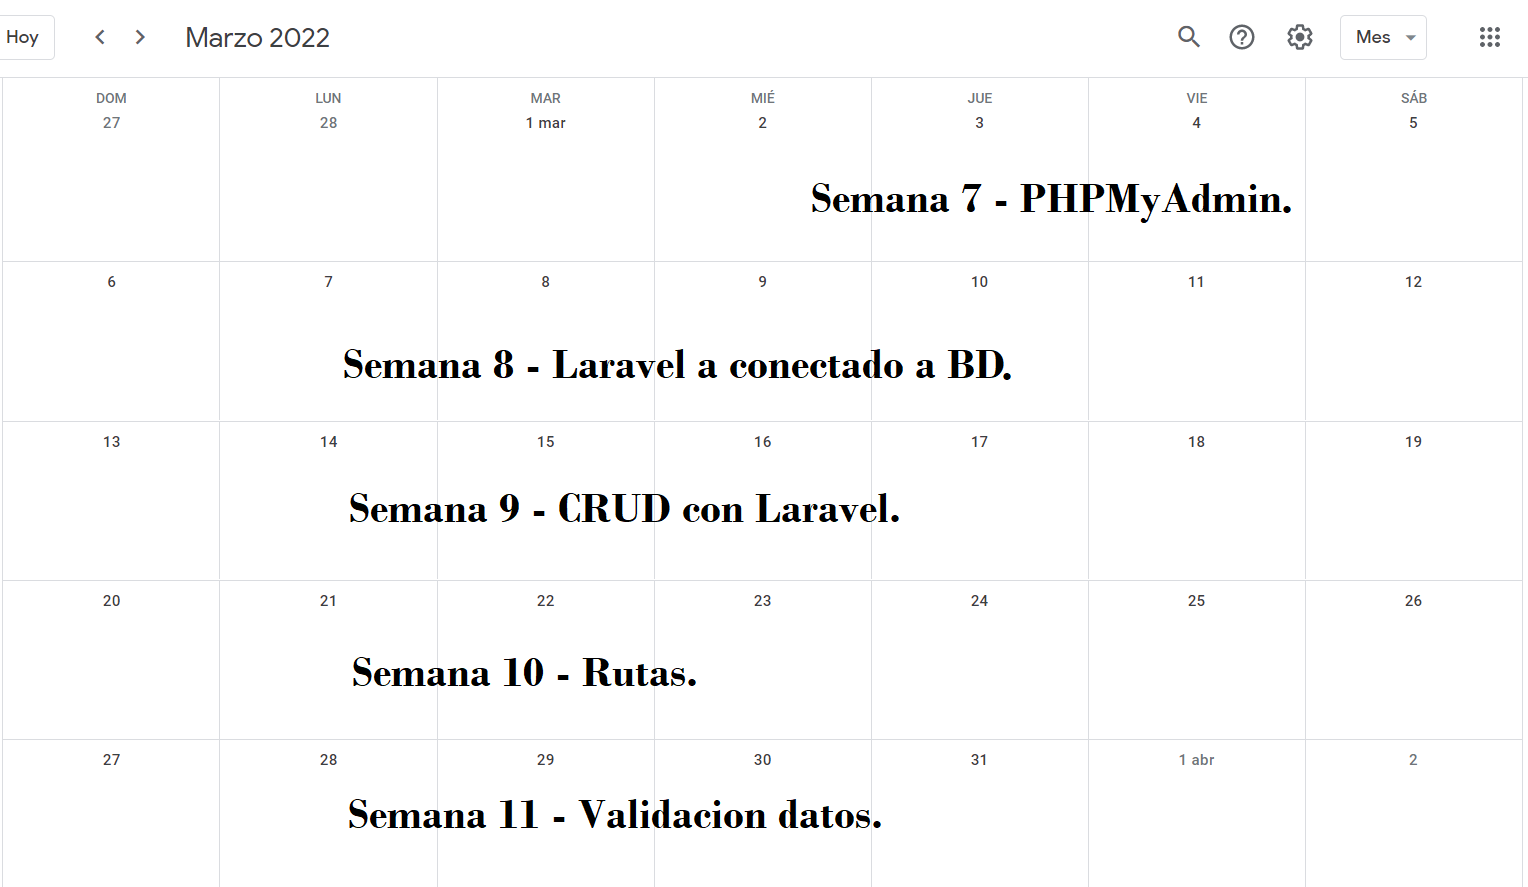 Hoy Marzo 2022 Mes
DOM LUN MAR MIÉ JUE VIE SÁB
27 28 1 mar 2 3 4 5
Semana 7 - PHPMyAdmin.
6 7 8 9 10 11 12
Semana 8 - Laravel a conectado a BD.
13 14 15 16 17 18 19
Semana 9 - CRUD con Laravel.
20 21 22 23 24 25 26
Semana 10 - Rutas.
27 28 29 30 31 1 abr 2
Semana 11 - Validacion datos.